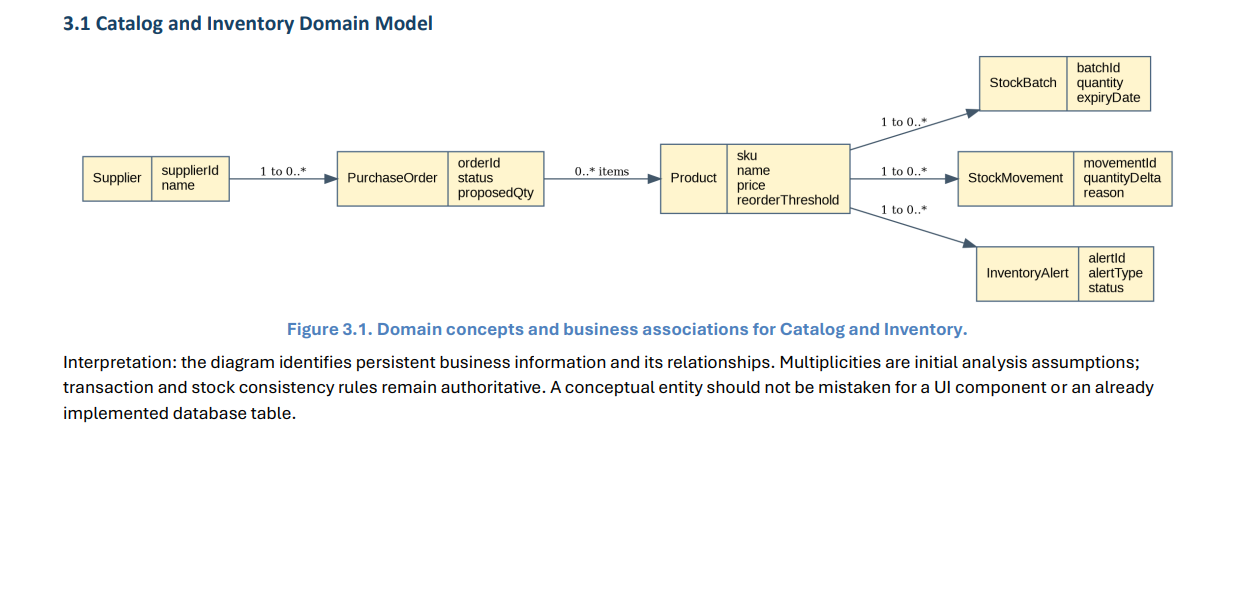 3.1 Catalog and Inventory Domain Model
Supplier
supplierId
name
1 to 0..*
PurchaseOrder
orderId
status
proposedQty
0..* items
Product
sku
name
price
reorderThreshold
1 to 0..*
StockBatch
batchId
quantity
expiryDate
1 to 0..*
StockMovement
movementId
quantityDelta
reason
1 to 0..*
InventoryAlert
alertId
alertType
status
Figure 3.1. Domain concepts and business associations for Catalog and Inventory.
Interpretation: the diagram identifies persistent business information and its relationships. Multiplicities are initial analysis assumptions;
transaction and stock consistency rules remain authoritative. A conceptual entity should not be mistaken for a UI component or an already
implemented database table.